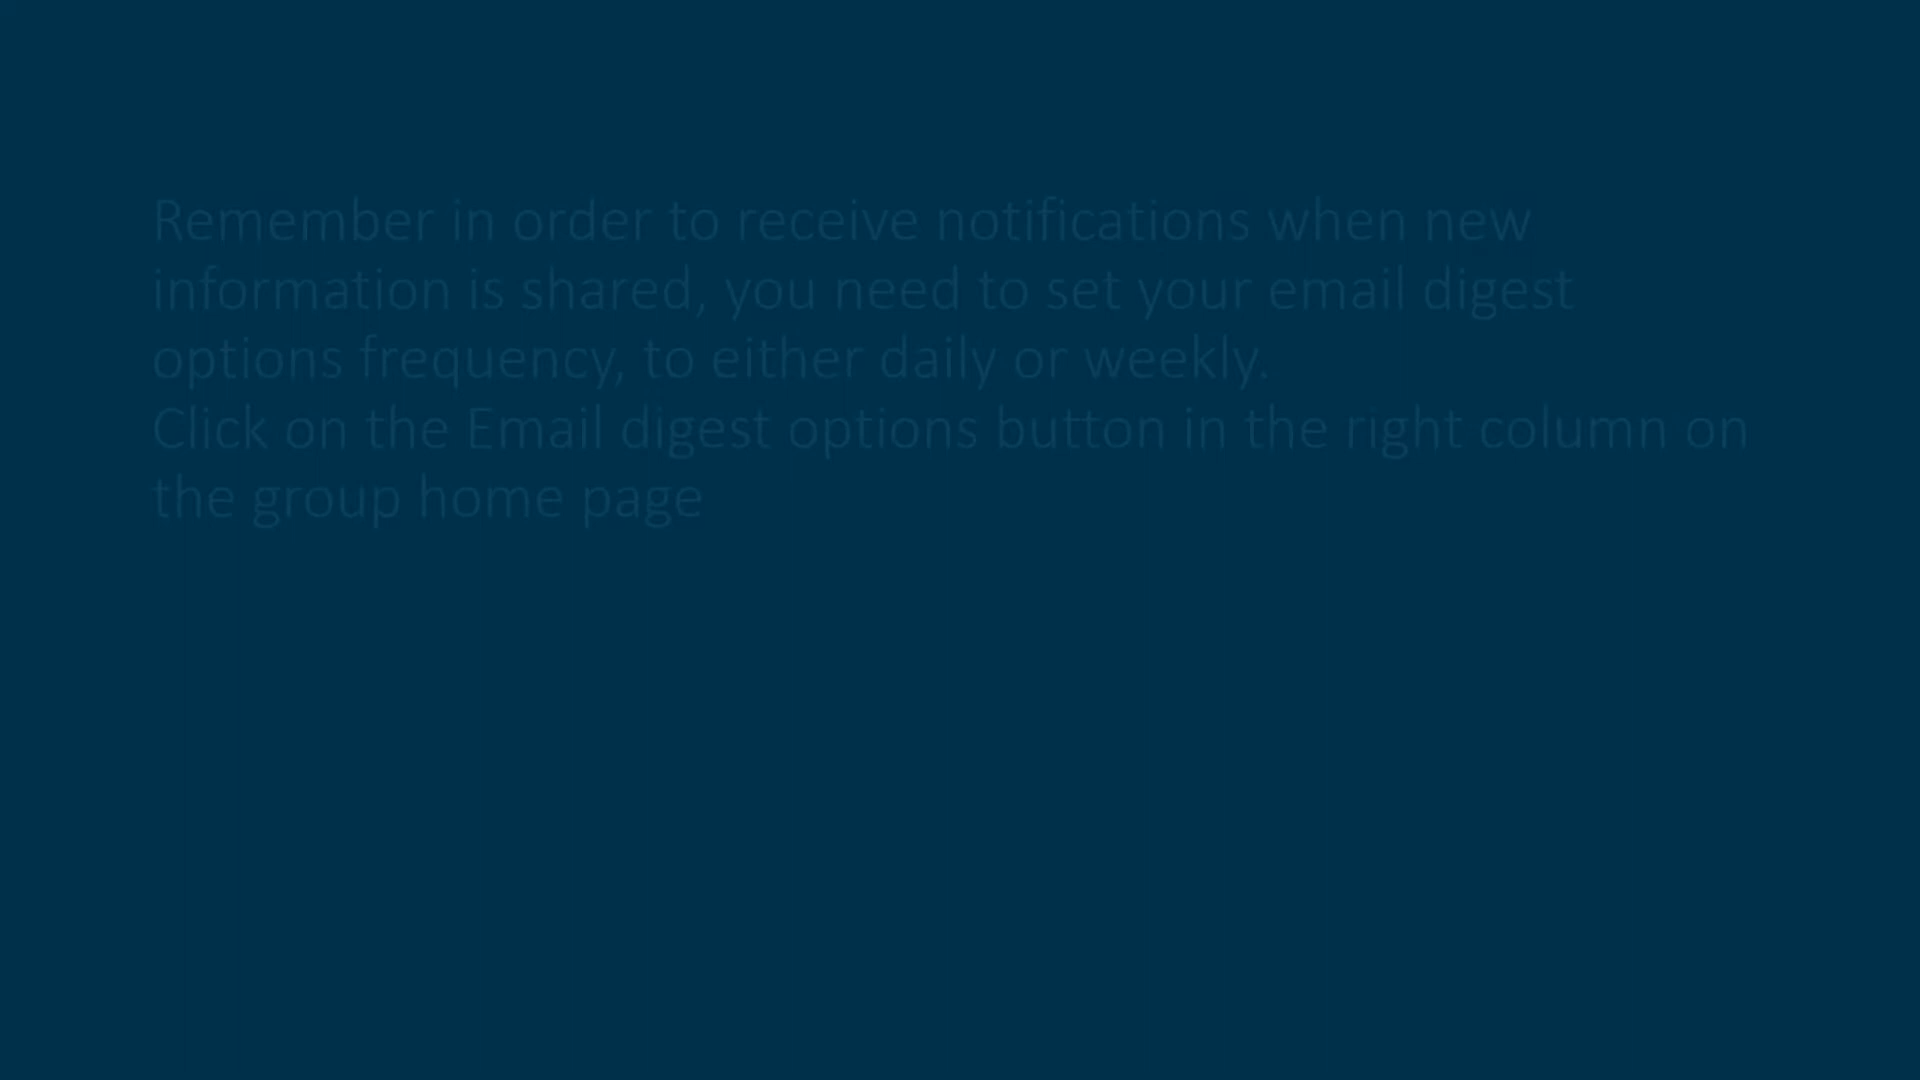 Remember in order to receive notifications when new
information is shared, you need to set your email digest
options frequency, to either daily or weekly.
Click on the Email digest options button in the right column on
the group home page